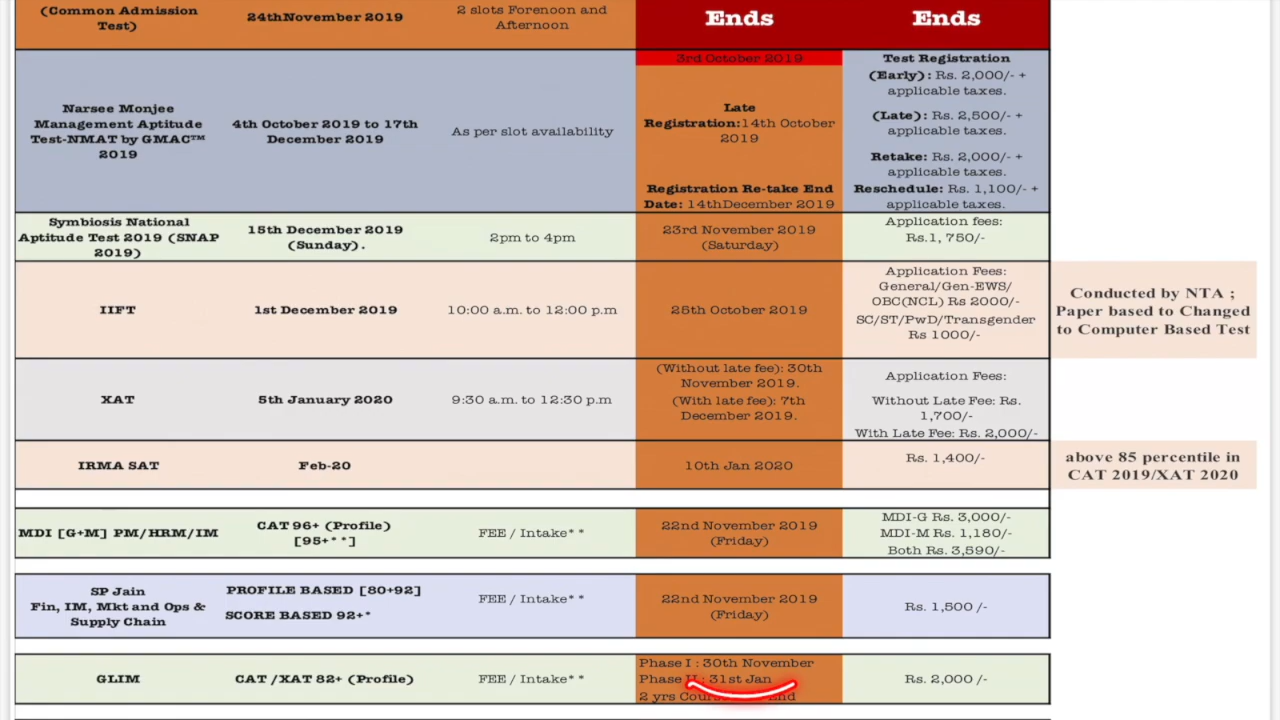 (Common Admission
Test)
24thNovember 2019
2 slots Forenoon and
Afternoon
Ends
Ends
Narsee Monjee
Management Aptitude
Test-NMAT by GMAC™
2019
4th October 2019 to 17th
December 2019
As per slot availability
3rd October 2019
Late
Registration:14th October
2019
Registration Re-take End
Date: 14thDecember 2019
Test Registration
(Early): Rs. 2,000/- +
applicable taxes.
(Late): Rs. 2,500/- +
applicable taxes.
Retake: Rs. 2,000/- +
applicable taxes.
Reschedule: Rs. 1,100/- +
applicable taxes.
Symbiosis National
Aptitude Test 2019 (SNAP
2019)
15th December 2019
(Sunday).
2pm to 4pm
23rd November 2019
(Saturday)
Application fees:
Rs.1, 750/-
IIFT
1st December 2019
10:00 a.m. to 12:00 p.m
25th October 2019
Application Fees:
General/Gen-EWS/
OBC(NCL) Rs 2000/-
SC/ST/PwD/Transgender
Rs 1000/-
Conducted by NTA ;
Paper based to Changed
to Computer Based Test
XAT
5th January 2020
9:30 a.m. to 12:30 p.m
(Without late fee): 30th
November 2019.
(With late fee): 7th
December 2019.
Application Fees:
Without Late Fee: Rs.
1,700/-
With Late Fee: Rs. 2,000/-
IRMA SAT
Feb-20
10th Jan 2020
Rs. 1,400/-
above 85 percentile in
CAT 2019/XAT 2020
MDI [G+M] PM/HRM/IM
CAT 96+ (Profile)
[95+**]
FEE / Intake**
22nd November 2019
(Friday)
MDI-G Rs. 3,000/-
MDI-M Rs. 1,180/-
Both Rs. 3,590/-
SP Jain
Fin, IM, Mkt and Ops &
Supply Chain
PROFILE BASED [80+92]
SCORE BASED 92+*
FEE / Intake**
22nd November 2019
(Friday)
Rs. 1,500 /-
GLIM
CAT /XAT 82+ (Profile)
FEE / Intake**
Phase I : 30th November
Phase II : 31st Jan
2 yrs
Rs. 2,000 /-